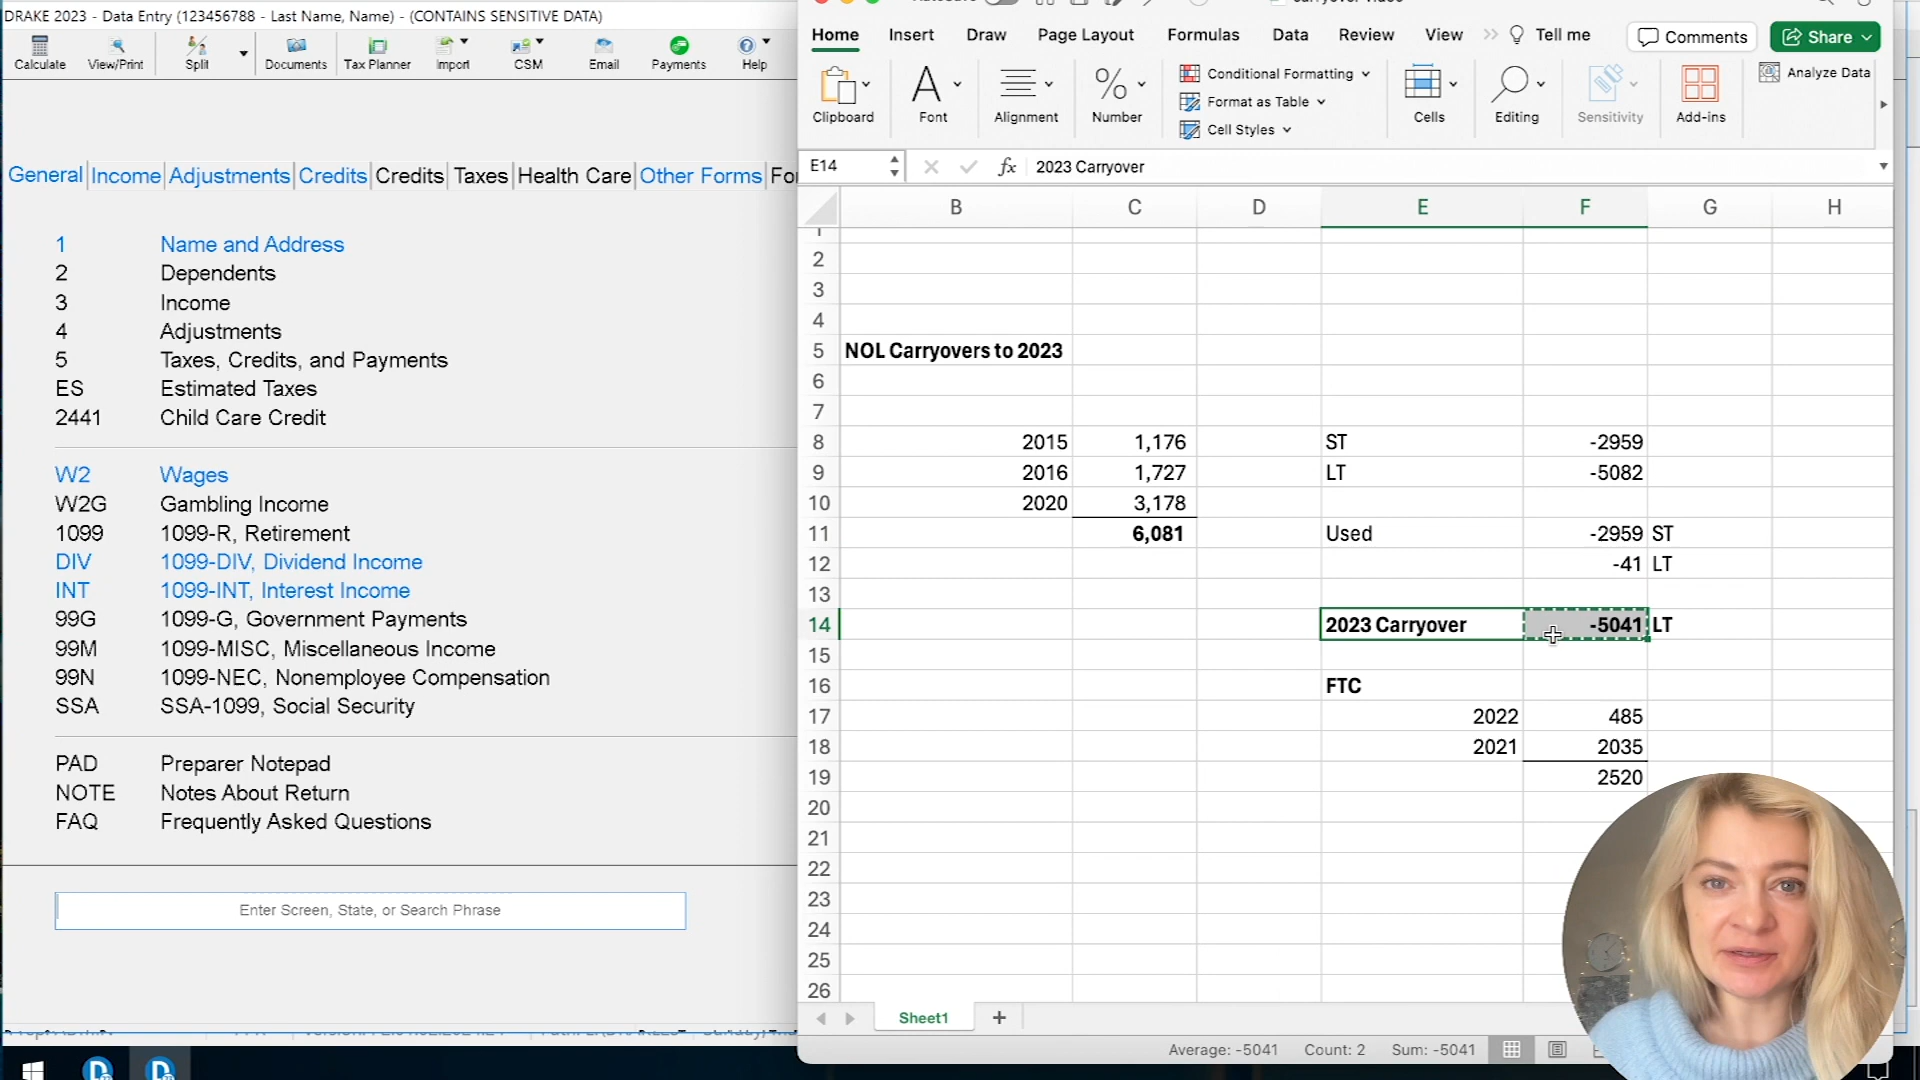 DRAKE 2023 - Data Entry (123456788 - Last Name, Name) - (CONTAINS SENSITIVE DATA)
Calculate View/Print Split Documents Tax Planner Import CSM Email Payments Help
General Income Adjustments Credits Credits Taxes Health Care Other Forms
1 Name and Address
2 Dependents
3 Income
4 Adjustments
5 Taxes, Credits, and Payments
ES Estimated Taxes
2441 Child Care Credit
W2 Wages
W2G Gambling Income
1099 1099-R, Retirement
DIV 1099-DIV, Dividend Income
INT 1099-INT, Interest Income
99G 1099-G, Government Payments
99M 1099-MISC, Miscellaneous Income
99N 1099-NEC, Nonemployee Compensation
SSA SSA-1099, Social Security
PAD Preparer Notepad
NOTE Notes About Return
FAQ Frequently Asked Questions
Enter Screen, State, or Search Phrase
Home Insert Draw Page Layout Formulas Data Review View Tell me Comments Share
Clipboard Font Alignment Number Cells Editing Sensitivity Add-ins
Conditional Formatting
Format as Table
Cell Styles
Analyze Data
E14 fx 2023 Carryover
B C D E F G H
2
3
4
5 NOL Carryovers to 2023
6
7
8 2015 1,176 ST -2959
9 2016 1,727 LT -5082
10 2020 3,178
11 6,081 Used -2959 ST
12 -41 LT
13
14 2023 Carryover -5041 LT
15
16 FTC
17 2022 485
18 2021 2035
19 2520
20
21
22
23
24
25
26
Sheet1
Average: -5041 Count: 2 Sum: -5041